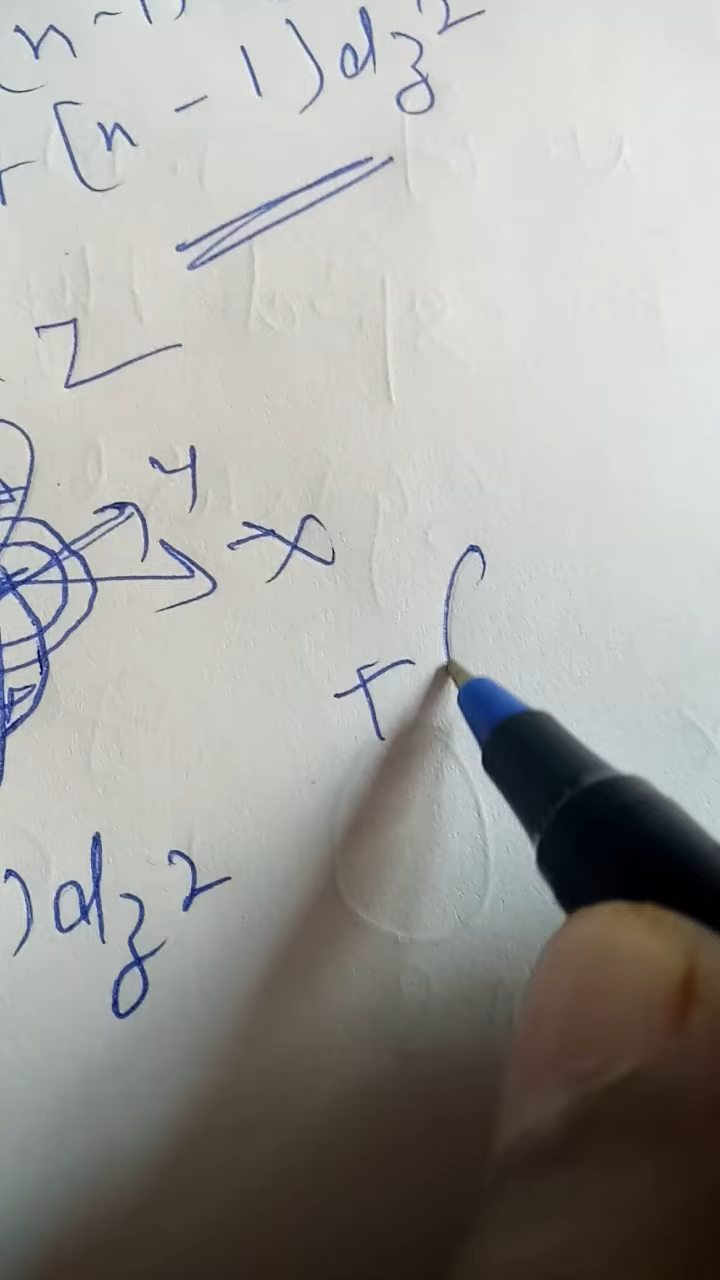 (n-1)
+(n-1)dz²
Z
y
x
+(
)dz²